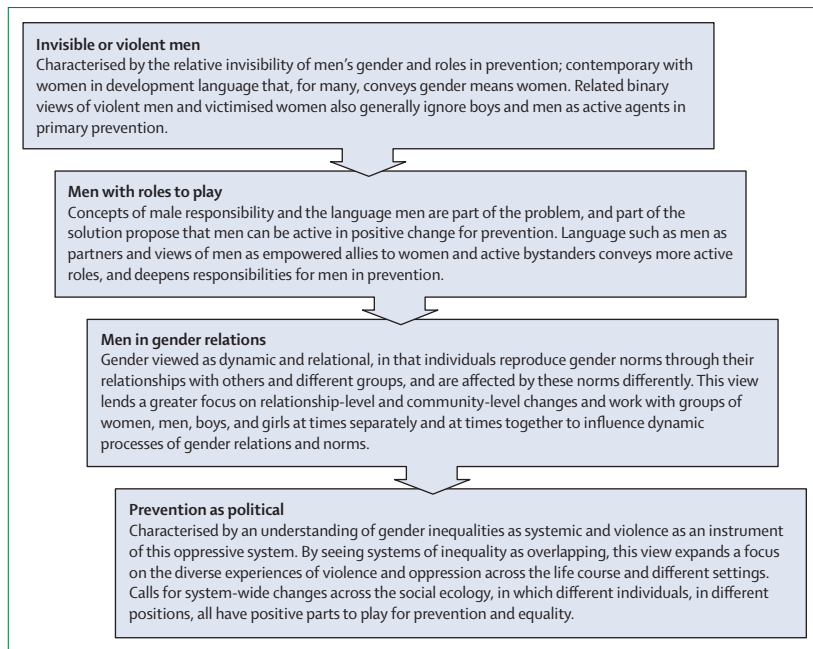 Invisible or violent men
Characterised by the relative invisibility of men's gender and roles in prevention; contemporary with
women in development language that, for many, conveys gender means women. Related binary
views of violent men and victimised women also generally ignore boys and men as active agents in
primary prevention.
Men with roles to play
Concepts of male responsibility and the language men are part of the problem, and part of the
solution propose that men can be active in positive change for prevention. Language such as men as
partners and views of men as empowered allies to women and active bystanders conveys more active
roles, and deepens responsibilities for men in prevention.
Men in gender relations
Gender viewed as dynamic and relational, in that individuals reproduce gender norms through their
relationships with others and different groups, and are affected by these norms differently. This view
lends a greater focus on relationship-level and community-level changes and work with groups of
women, men, boys, and girls at times separately and at times together to influence dynamic
processes of gender relations and norms.
Prevention as political
Characterised by an understanding of gender inequalities as systemic and violence as an instrument
of this oppressive system. By seeing systems of inequality as overlapping, this view expands a focus
on the diverse experiences of violence and oppression across the life course and different settings.
Calls for system-wide changes across the social ecology, in which different individuals, in different
positions, all have positive parts to play for prevention and equality.